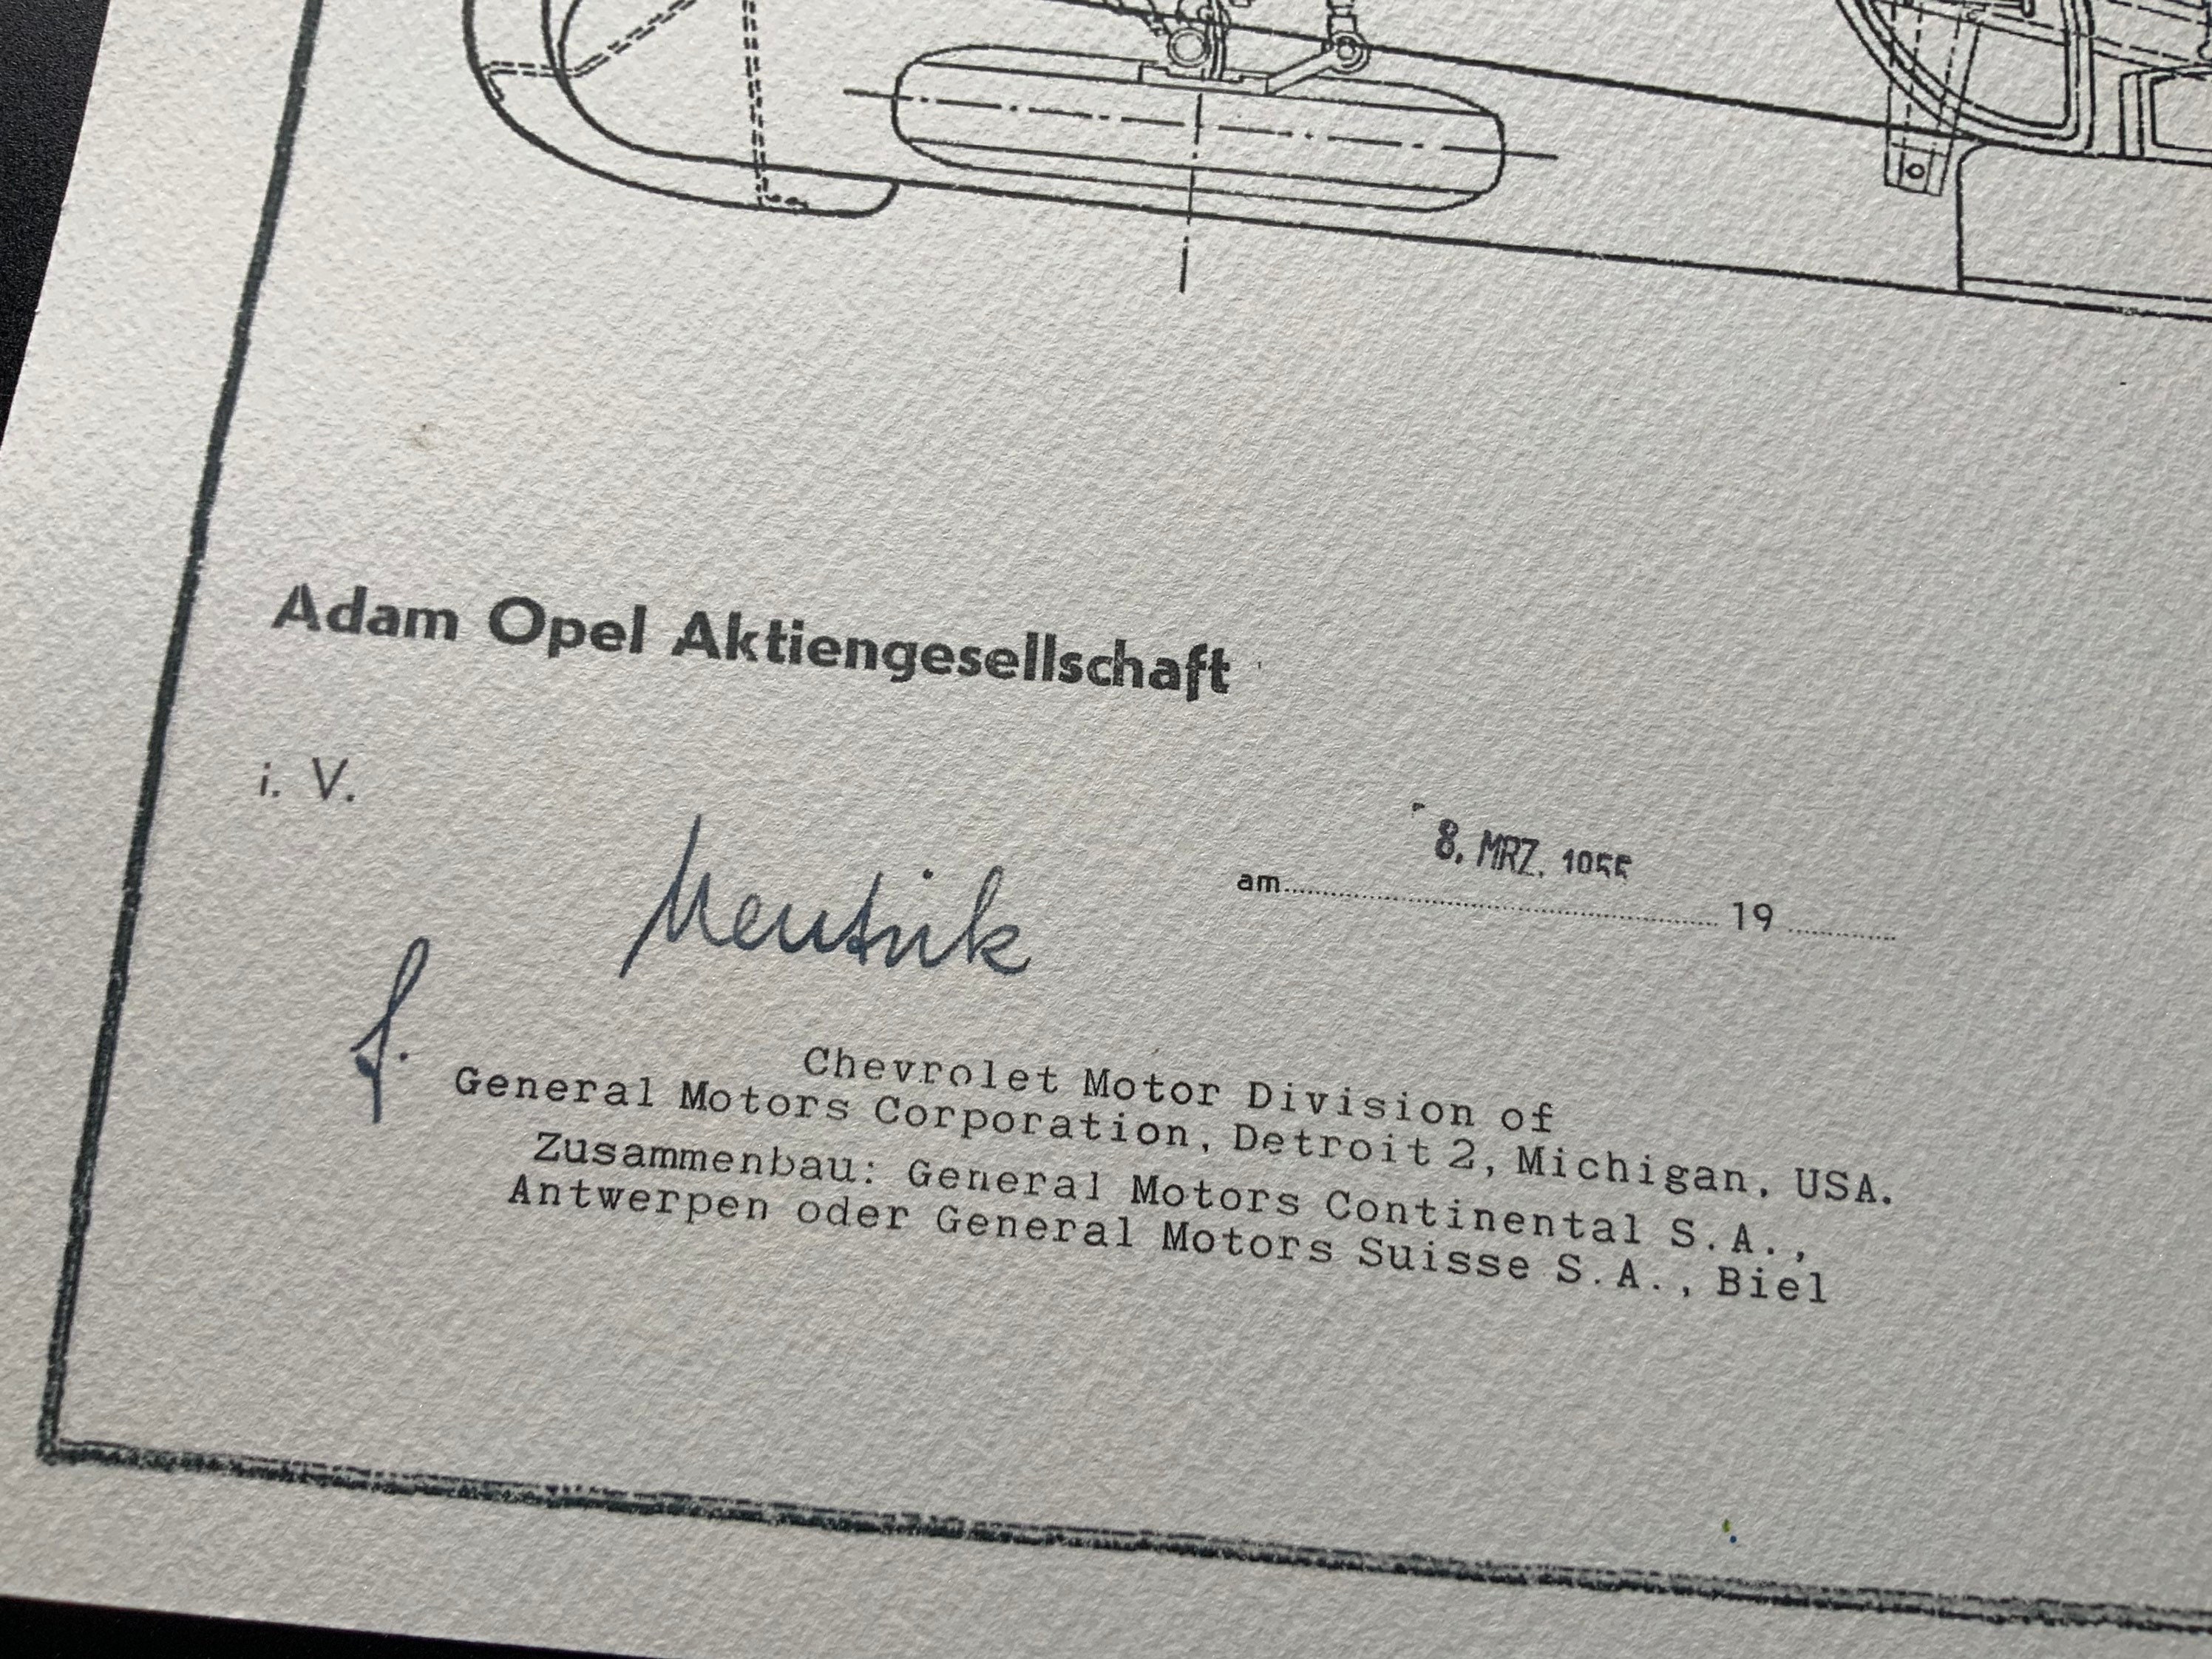 Adam Opel Aktiengesellschaft
i. V.
8. MRZ.
am 19
f.
Chevrolet Motor Division of
General Motors Corporation, Detroit 2, Michigan, USA.
Zusammenbau: General Motors Continental S.A.,
Antwerpen oder General Motors Suisse S.A., Biel